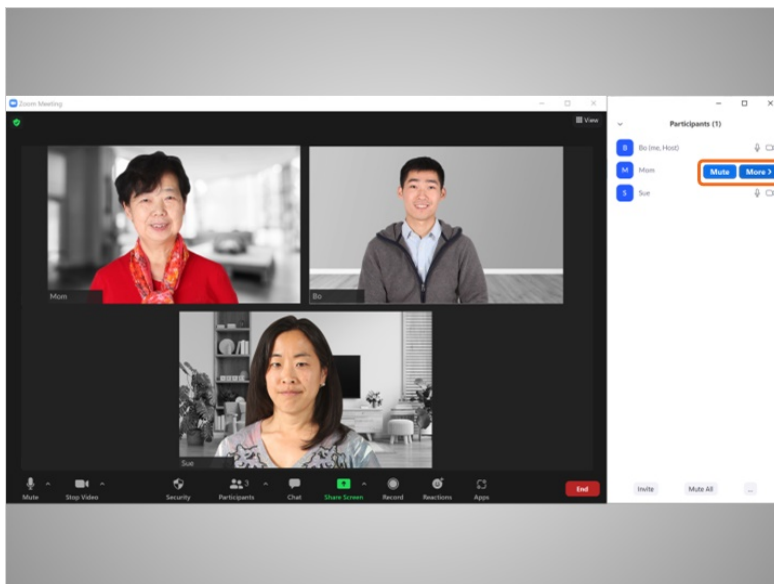 Zoom Meeting
View
Mom
Bo
Sue
Mute
Stop Video
Security
Participants
3
Chat
Share Screen
Record
Reactions
Apps
End
Participants (1)
B
Bo (me, Host)
M
Mom
Mute
More >
S
Sue
Invite
Mute All
...